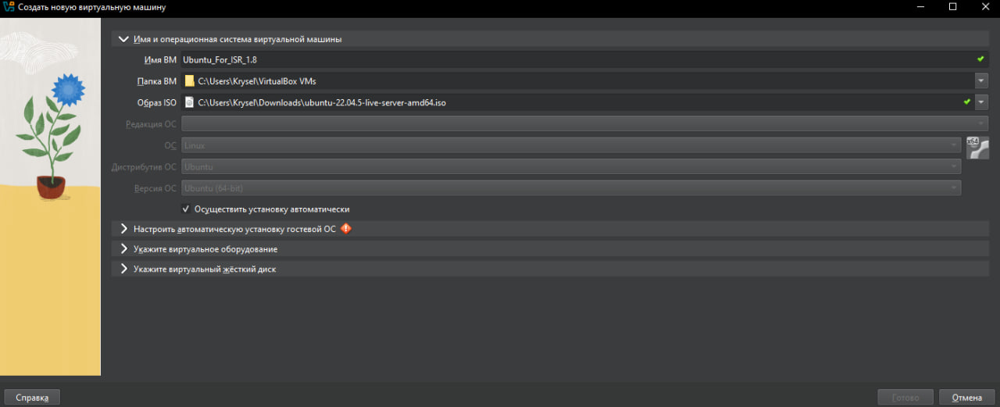 Создать новую виртуальную машину
Имя и операционная система виртуальной машины
Имя ВМ Ubuntu_For_ISR_1.8
Папка ВМ C:\Users\Krysel\VirtualBox VMs
Образ ISO C:\Users\Krysel\Downloads\ubuntu-22.04.5-live-server-amd64.iso
Редакция ОС
ОС Linux x64
Дистрибутив ОС Ubuntu
Версия ОС Ubuntu (64-bit)
Осуществить установку автоматически
Настроить автоматическую установку гостевой ОС
Укажите виртуальное оборудование
Укажите виртуальный жёсткий диск
Справка Готово Отмена